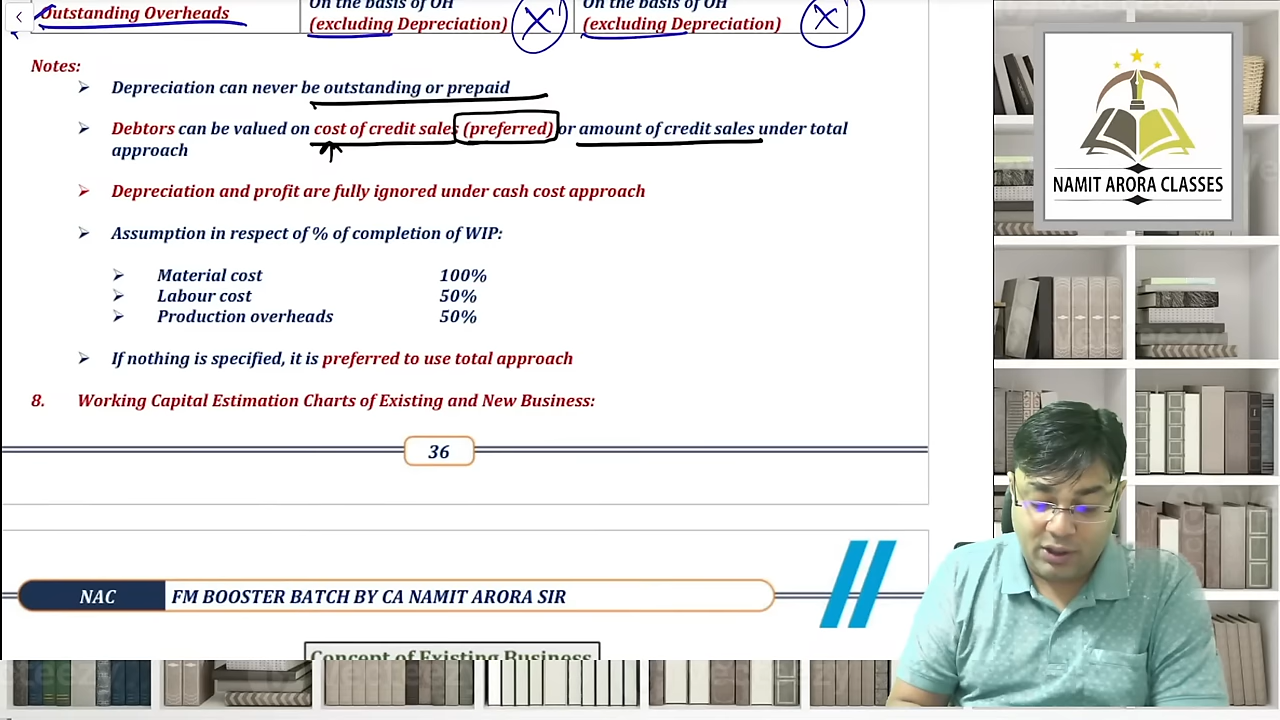 Outstanding Overheads
On the basis of OH
(excluding Depreciation)
On the basis of OH
(excluding Depreciation)
Notes:
Depreciation can never be outstanding or prepaid
Debtors can be valued on cost of credit sales (preferred) or amount of credit sales under total
approach
Depreciation and profit are fully ignored under cash cost approach
Assumption in respect of % of completion of WIP:
Material cost 100%
Labour cost 50%
Production overheads 50%
If nothing is specified, it is preferred to use total approach
8. Working Capital Estimation Charts of Existing and New Business:
36
NAC FM BOOSTER BATCH BY CA NAMIT ARORA SIR
Concept of Existing Business
NAMIT ARORA CLASSES